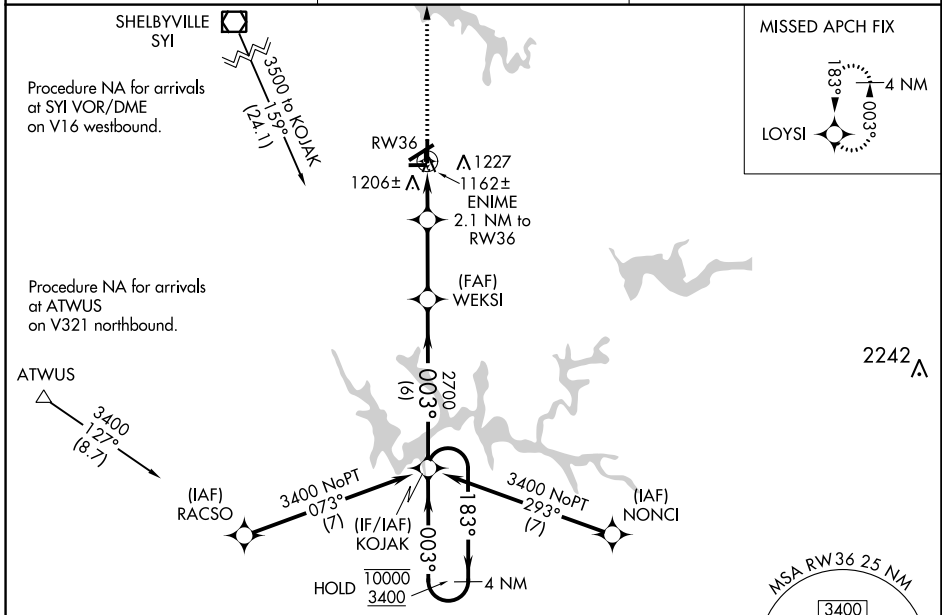 SHELBYVILLE
SYI
3500 to KOJAK
159°
(24.1)
Procedure NA for arrivals
at SYI VOR/DME
on V16 westbound.
MISSED APCH FIX
183°
4 NM
003°
LOYSI
RW36
1227
1206±
1162±
ENIME
2.1 NM to
RW36
(FAF)
WEKSI
Procedure NA for arrivals
at ATWUS
on V321 northbound.
2242
ATWUS
3400
127°
(8.7)
2700
003°
(6)
(IAF)
RACSO
3400 NoPT
073°
(7)
(IF/IAF)
KOJAK
3400 NoPT
293°
(7)
(IAF)
NONCI
003°
183°
HOLD
10000
3400
4 NM
MSA RW36 25 NM
3400